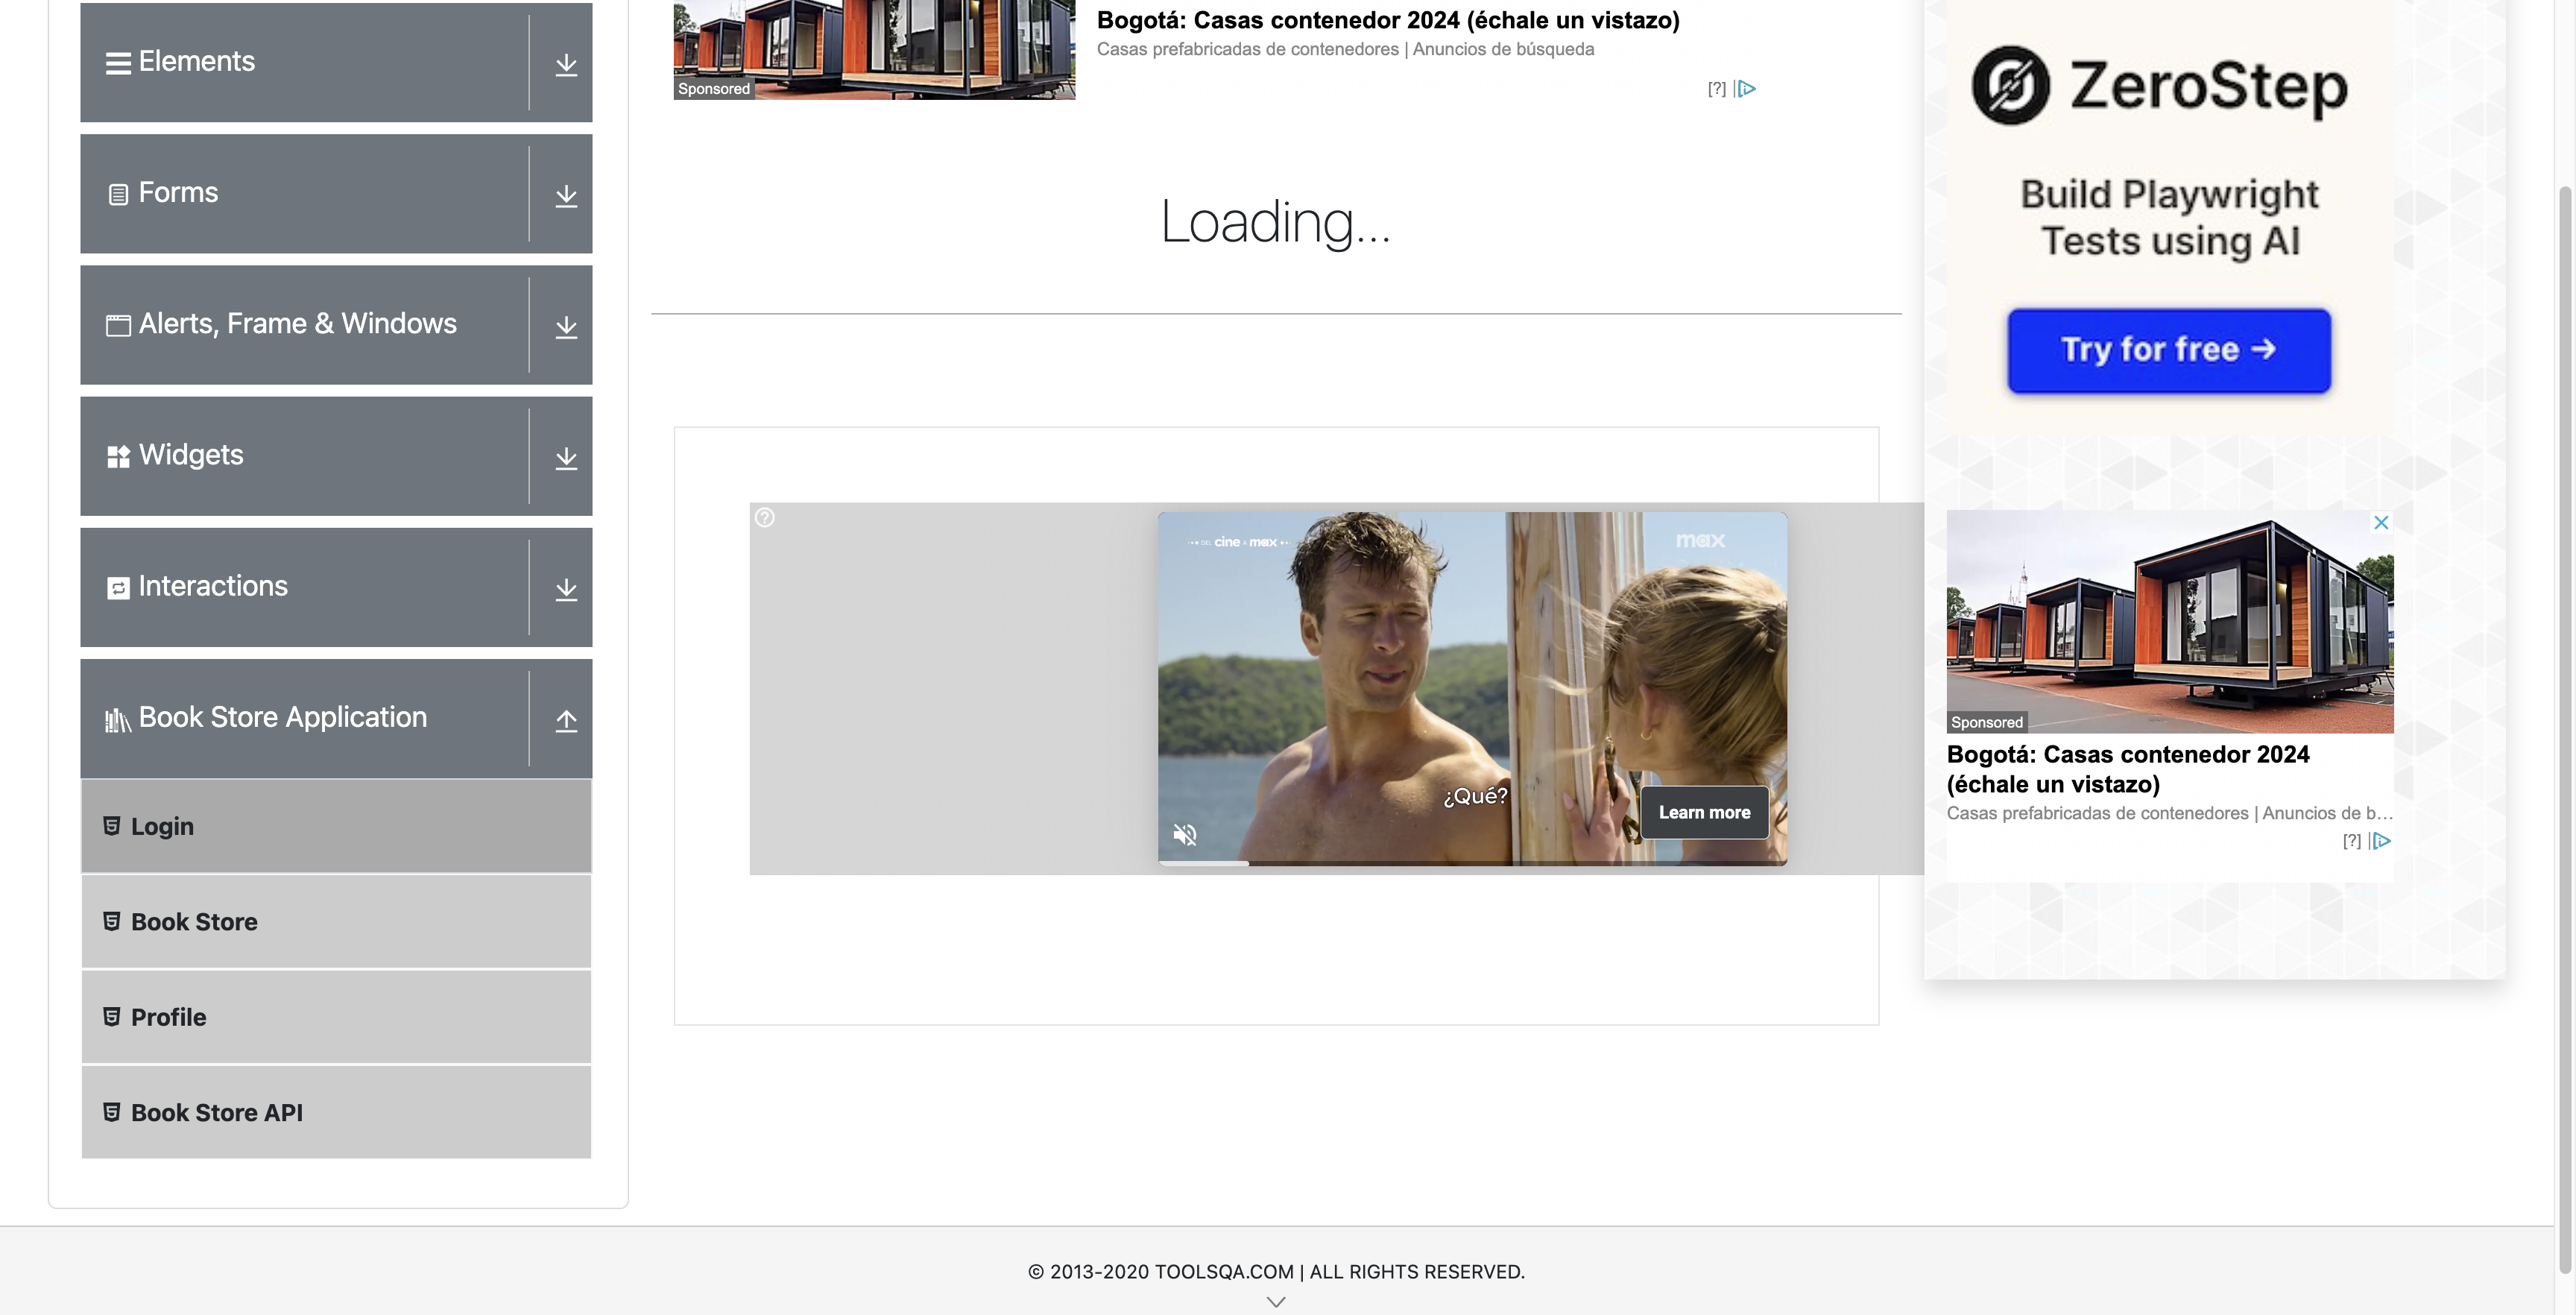 Elements
Forms
Alerts, Frame & Windows
Widgets
Interactions
Book Store Application
Login
Book Store
Profile
Book Store API
Sponsored
Bogotá: Casas contenedor 2024 (échale un vistazo)
Casas prefabricadas de contenedores | Anuncios de búsqueda
[?]
Loading...
DEL cine A max
max
¿Qué?
Learn more
ZeroStep
Build Playwright
Tests using AI
Try for free →
Sponsored
Bogotá: Casas contenedor 2024
(échale un vistazo)
Casas prefabricadas de contenedores | Anuncios de b...
[?]
© 2013-2020 TOOLSQA.COM | ALL RIGHTS RESERVED.